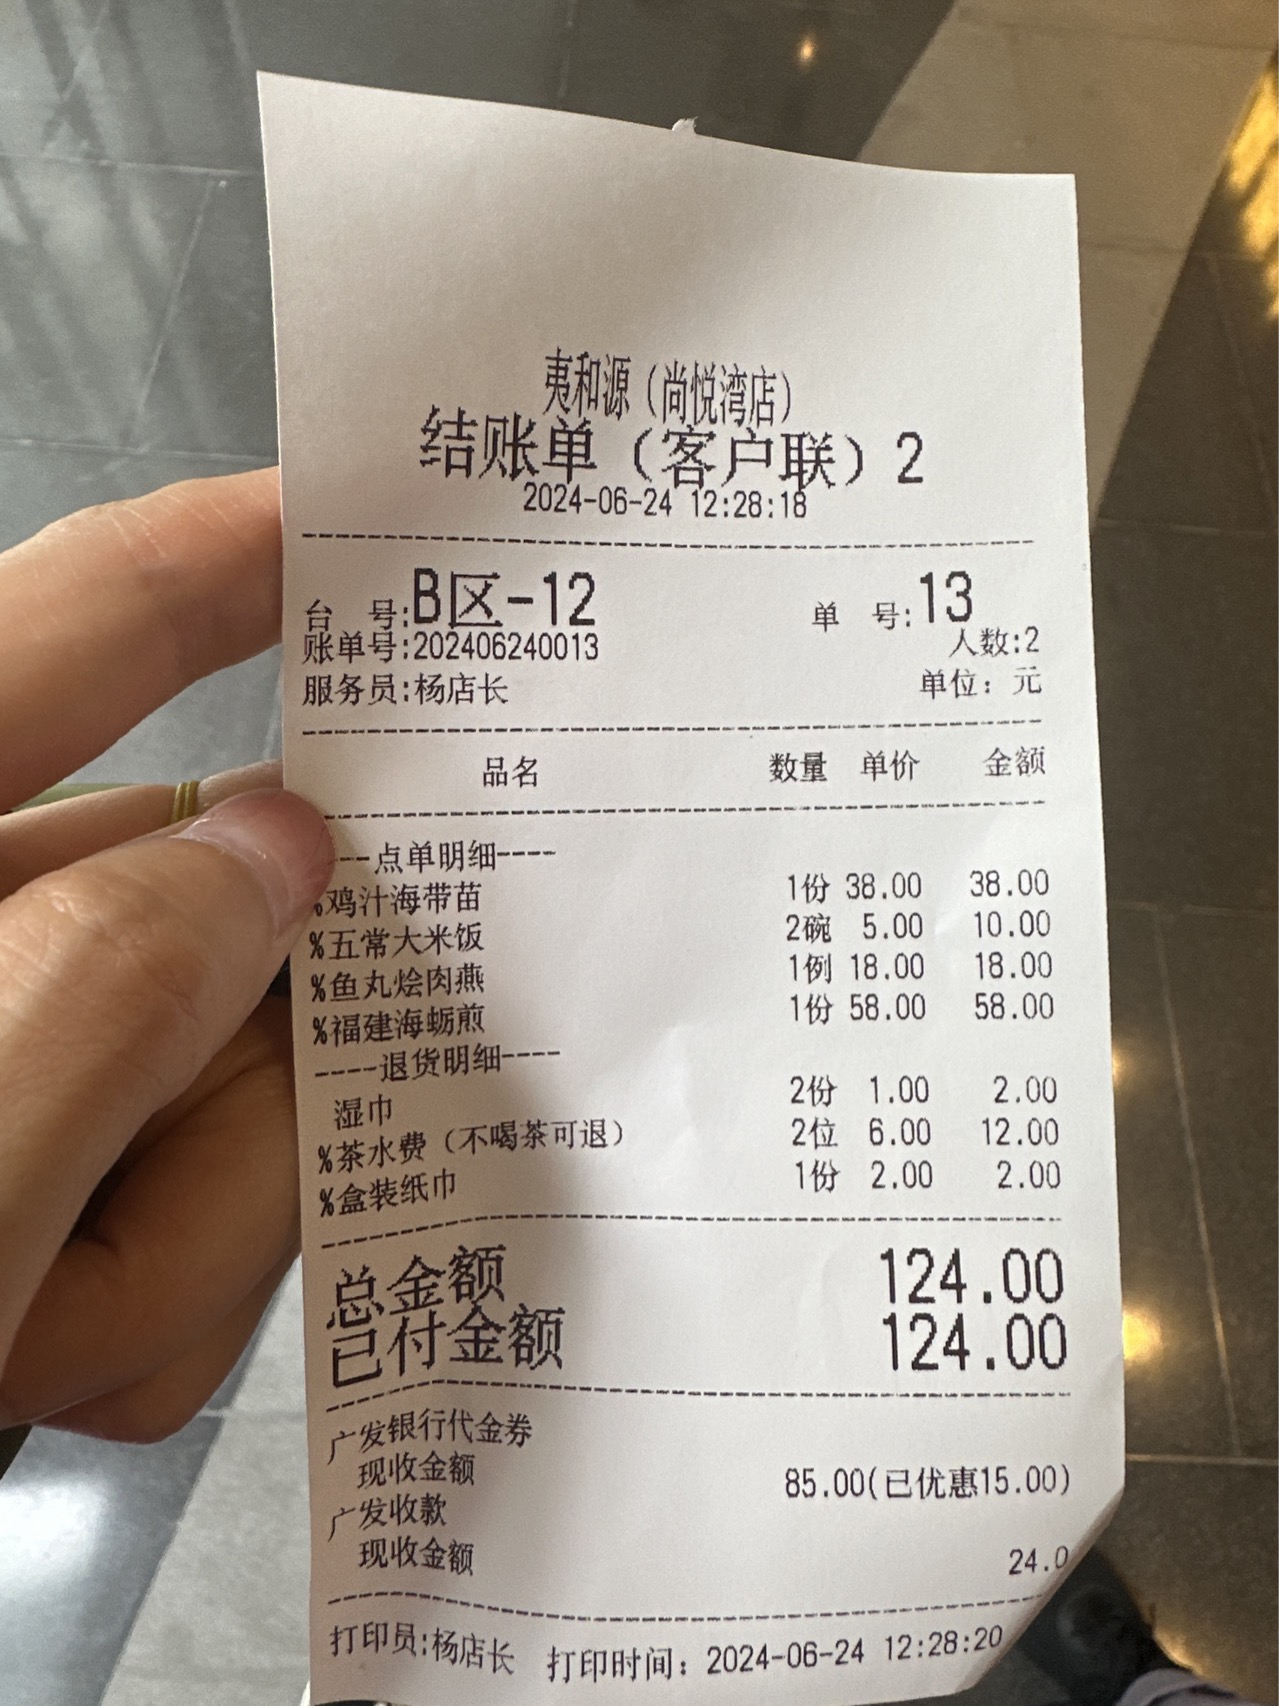 夷和源（尚悦湾店）
结账单（客户联）2
2024-06-24 12:28:18
台 号:B区-12 单 号:13
账单号:202406240013 人数:2
服务员:杨店长 单位：元
品名 数量 单价 金额
----点单明细----
%鸡汁海带苗 1份 38.00 38.00
%五常大米饭 2碗 5.00 10.00
%鱼丸烩肉燕 1例 18.00 18.00
%福建海蛎煎 1份 58.00 58.00
----退货明细----
湿巾 2份 1.00 2.00
%茶水费（不喝茶可退） 2位 6.00 12.00
%盒装纸巾 1份 2.00 2.00
总金额 124.00
已付金额 124.00
广发银行代金券
现收金额 85.00(已优惠15.00)
广发收款
现收金额 24.0
打印员:杨店长 打印时间：2024-06-24 12:28:20